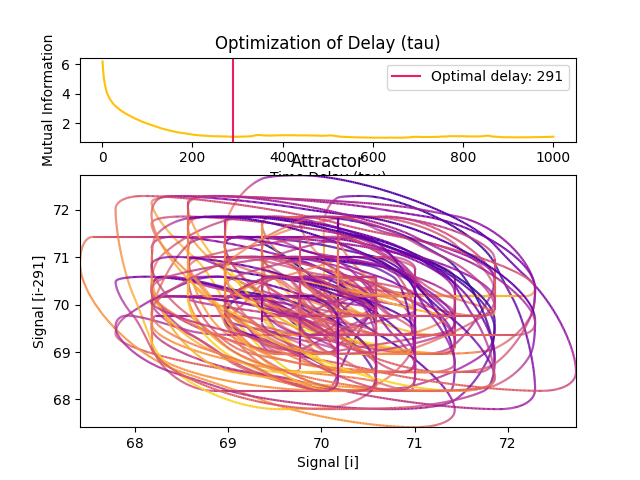 Optimization of Delay (tau)
Mutual Information
6
4
2
Optimal delay: 291
0 200 400 600 800 1000
Time Delay (tau)
Attractor
Signal [i-291]
72
71
70
69
68
68 69 70 71 72
Signal [i]